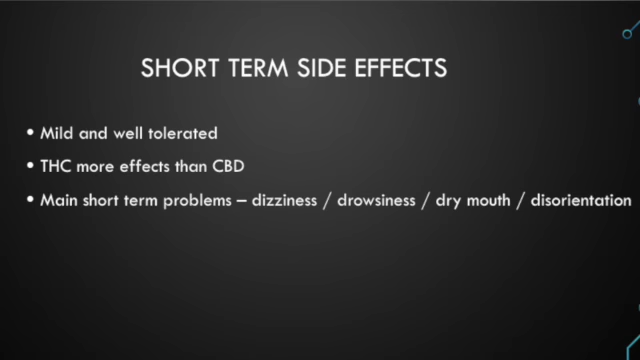 SHORT TERM SIDE EFFECTS
• Mild and well tolerated
• THC more effects than CBD
• Main short term problems – dizziness / drowsiness / dry mouth / disorientation